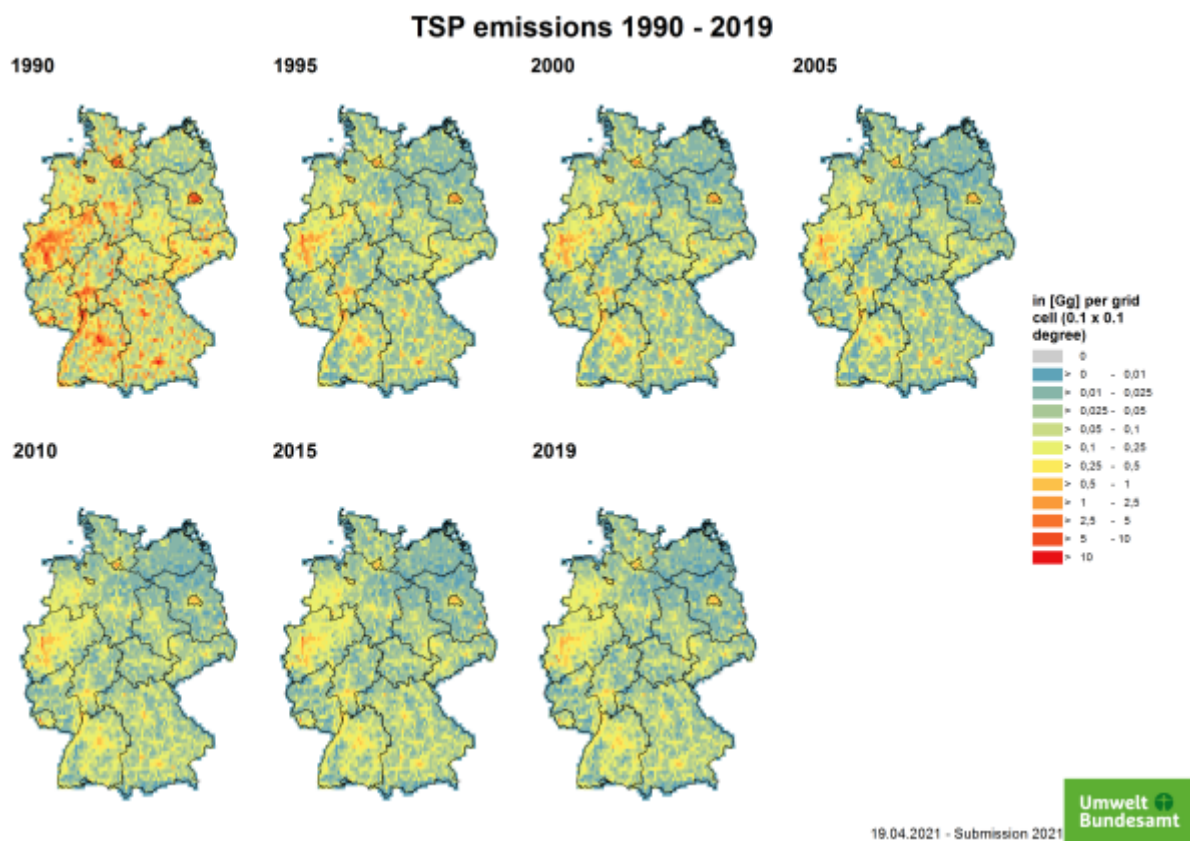 TSP emissions 1990 - 2019
1990
1995
2000
2005
in [Gg] per grid
cell (0.1 x 0.1
degree)
0
> 0 - 0,01
> 0,01 - 0,025
> 0,025 - 0,05
> 0,05 - 0,1
> 0,1 - 0,25
> 0,25 - 0,5
> 0,5 - 1
> 1 - 2,5
> 2,5 - 5
> 5 - 10
> 10
2010
2015
2019
Umwelt
Bundesamt
19.04.2021 - Submission 2021